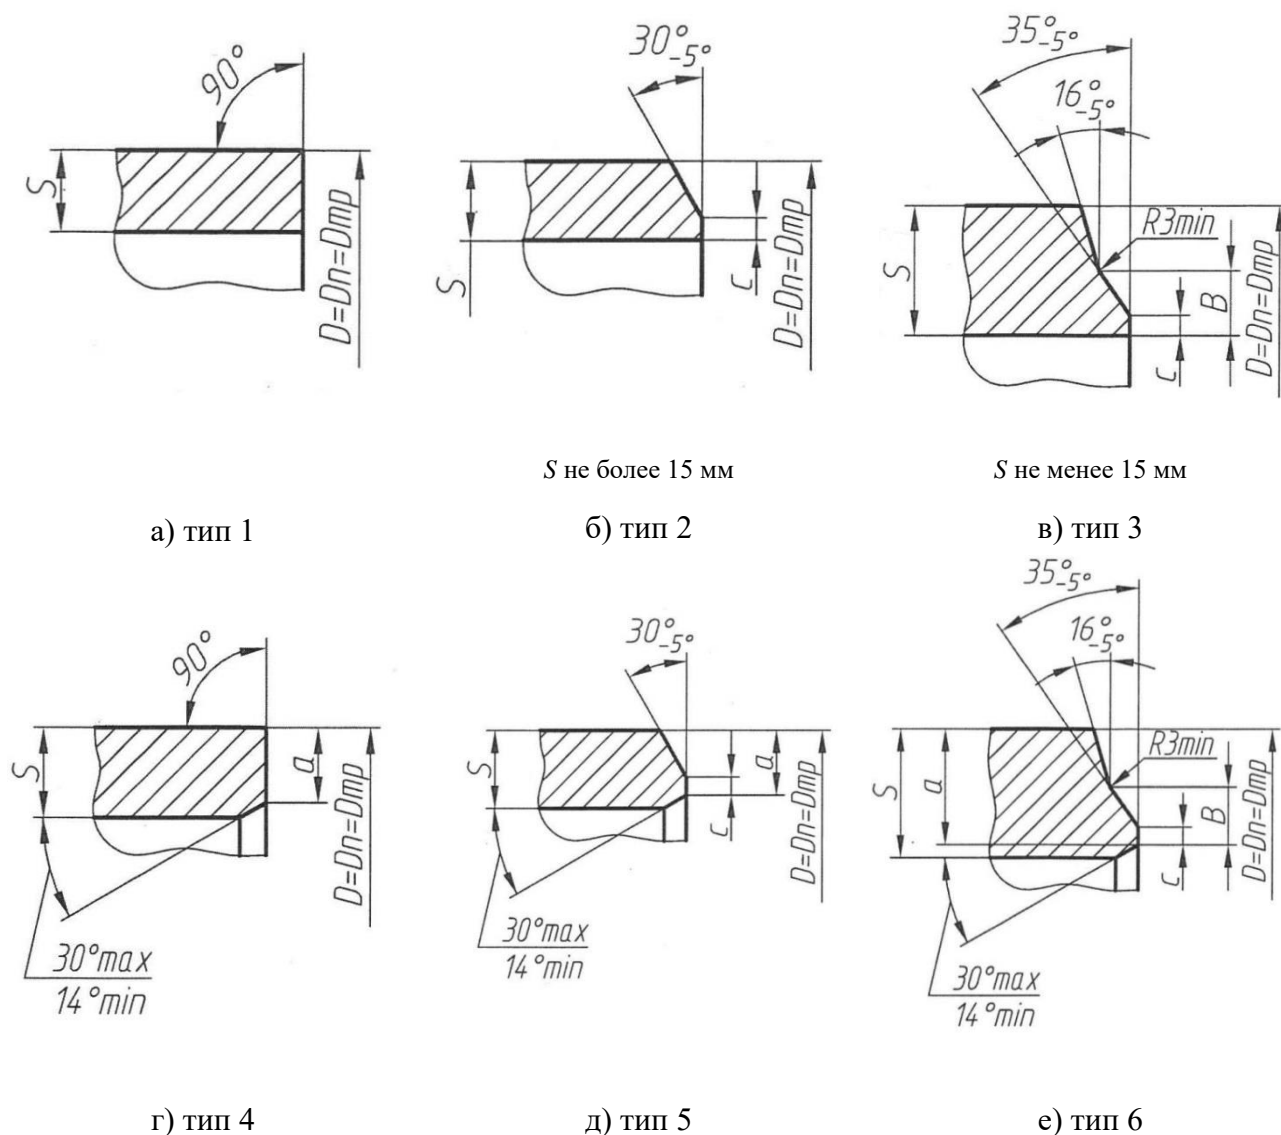 90°
S
D=Dn=Dmp
30°-5°
S
c
D=Dn=Dmp
35°-5°
16°-5°
R3min
S
B
c
D=Dn=Dmp
S не более 15 мм
S не менее 15 мм
а) тип 1
б) тип 2
в) тип 3
90°
S
a
D=Dn=Dmp
30°max
14°min
30°-5°
S
a
c
D=Dn=Dmp
30°max
14°min
35°-5°
16°-5°
R3min
S
a
B
c
D=Dn=Dmp
30°max
14°min
г) тип 4
д) тип 5
е) тип 6